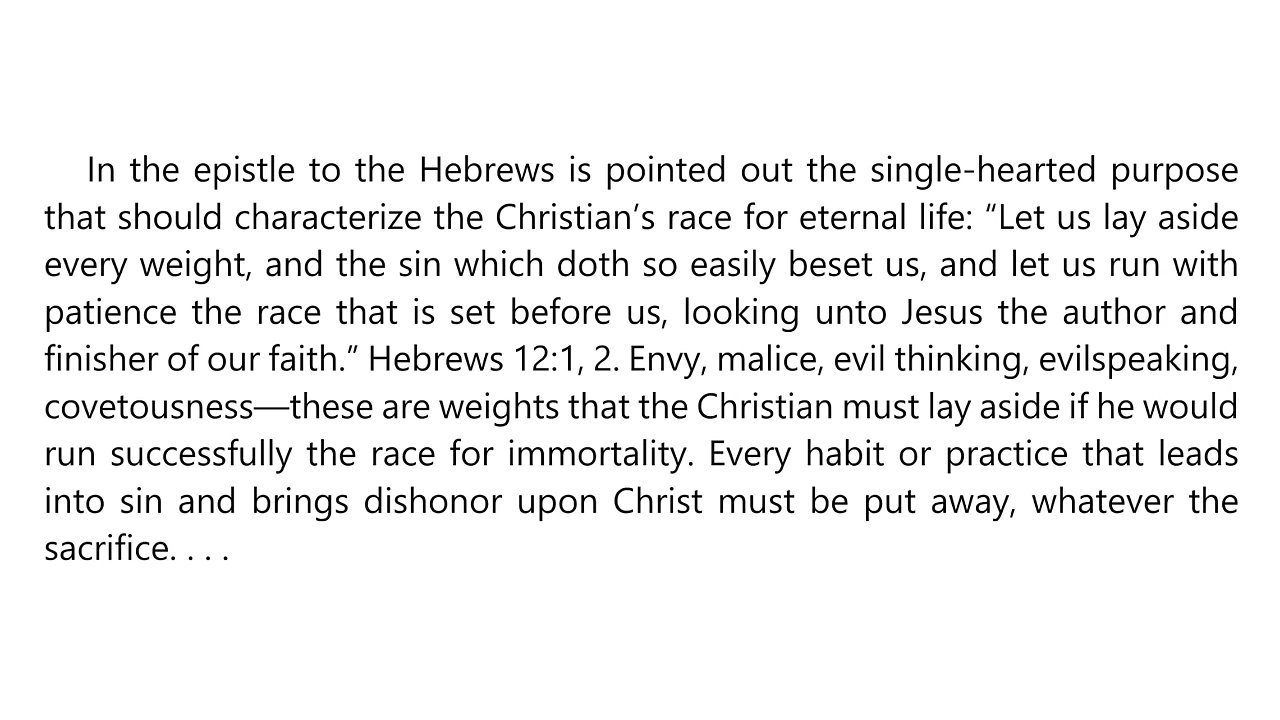 In the epistle to the Hebrews is pointed out the single-hearted purpose
that should characterize the Christian’s race for eternal life: “Let us lay aside
every weight, and the sin which doth so easily beset us, and let us run with
patience the race that is set before us, looking unto Jesus the author and
finisher of our faith.” Hebrews 12:1, 2. Envy, malice, evil thinking, evilspeaking,
covetousness—these are weights that the Christian must lay aside if he would
run successfully the race for immortality. Every habit or practice that leads
into sin and brings dishonor upon Christ must be put away, whatever the
sacrifice. . . .